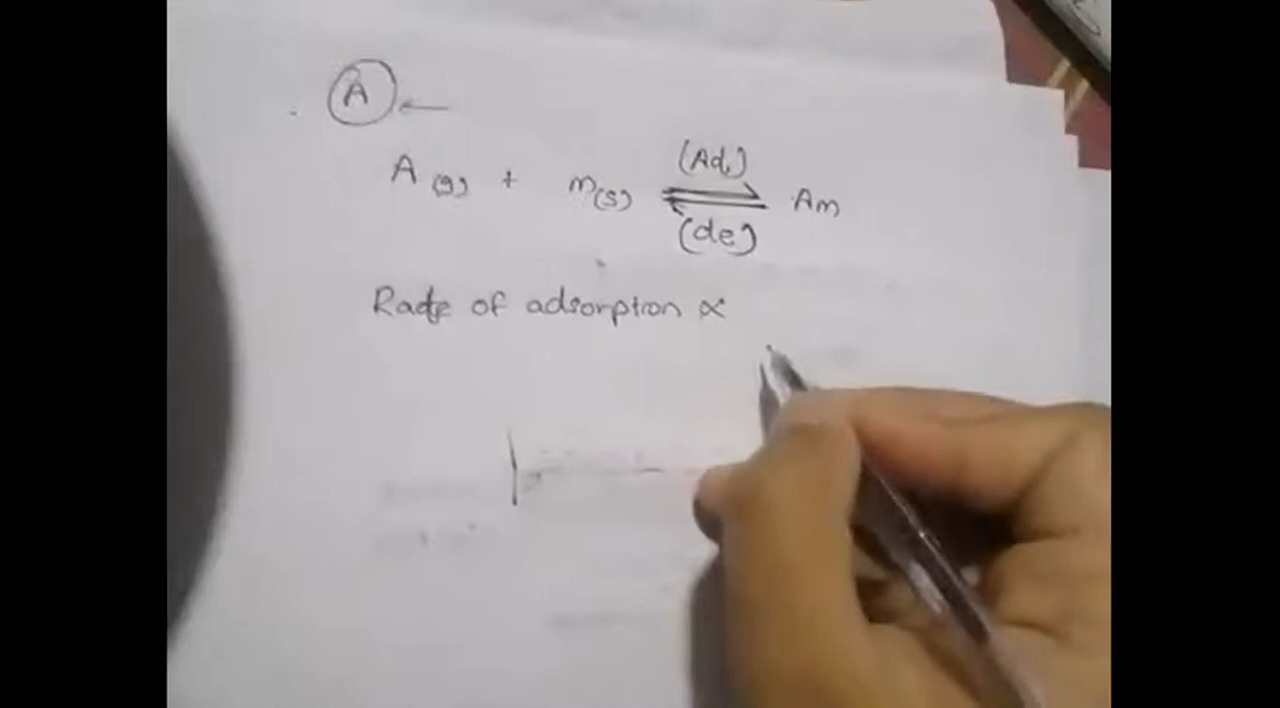 A ←
A (g) + m(s) ⇌ Am
(Ad)
(de)
Rate of adsorption ∝